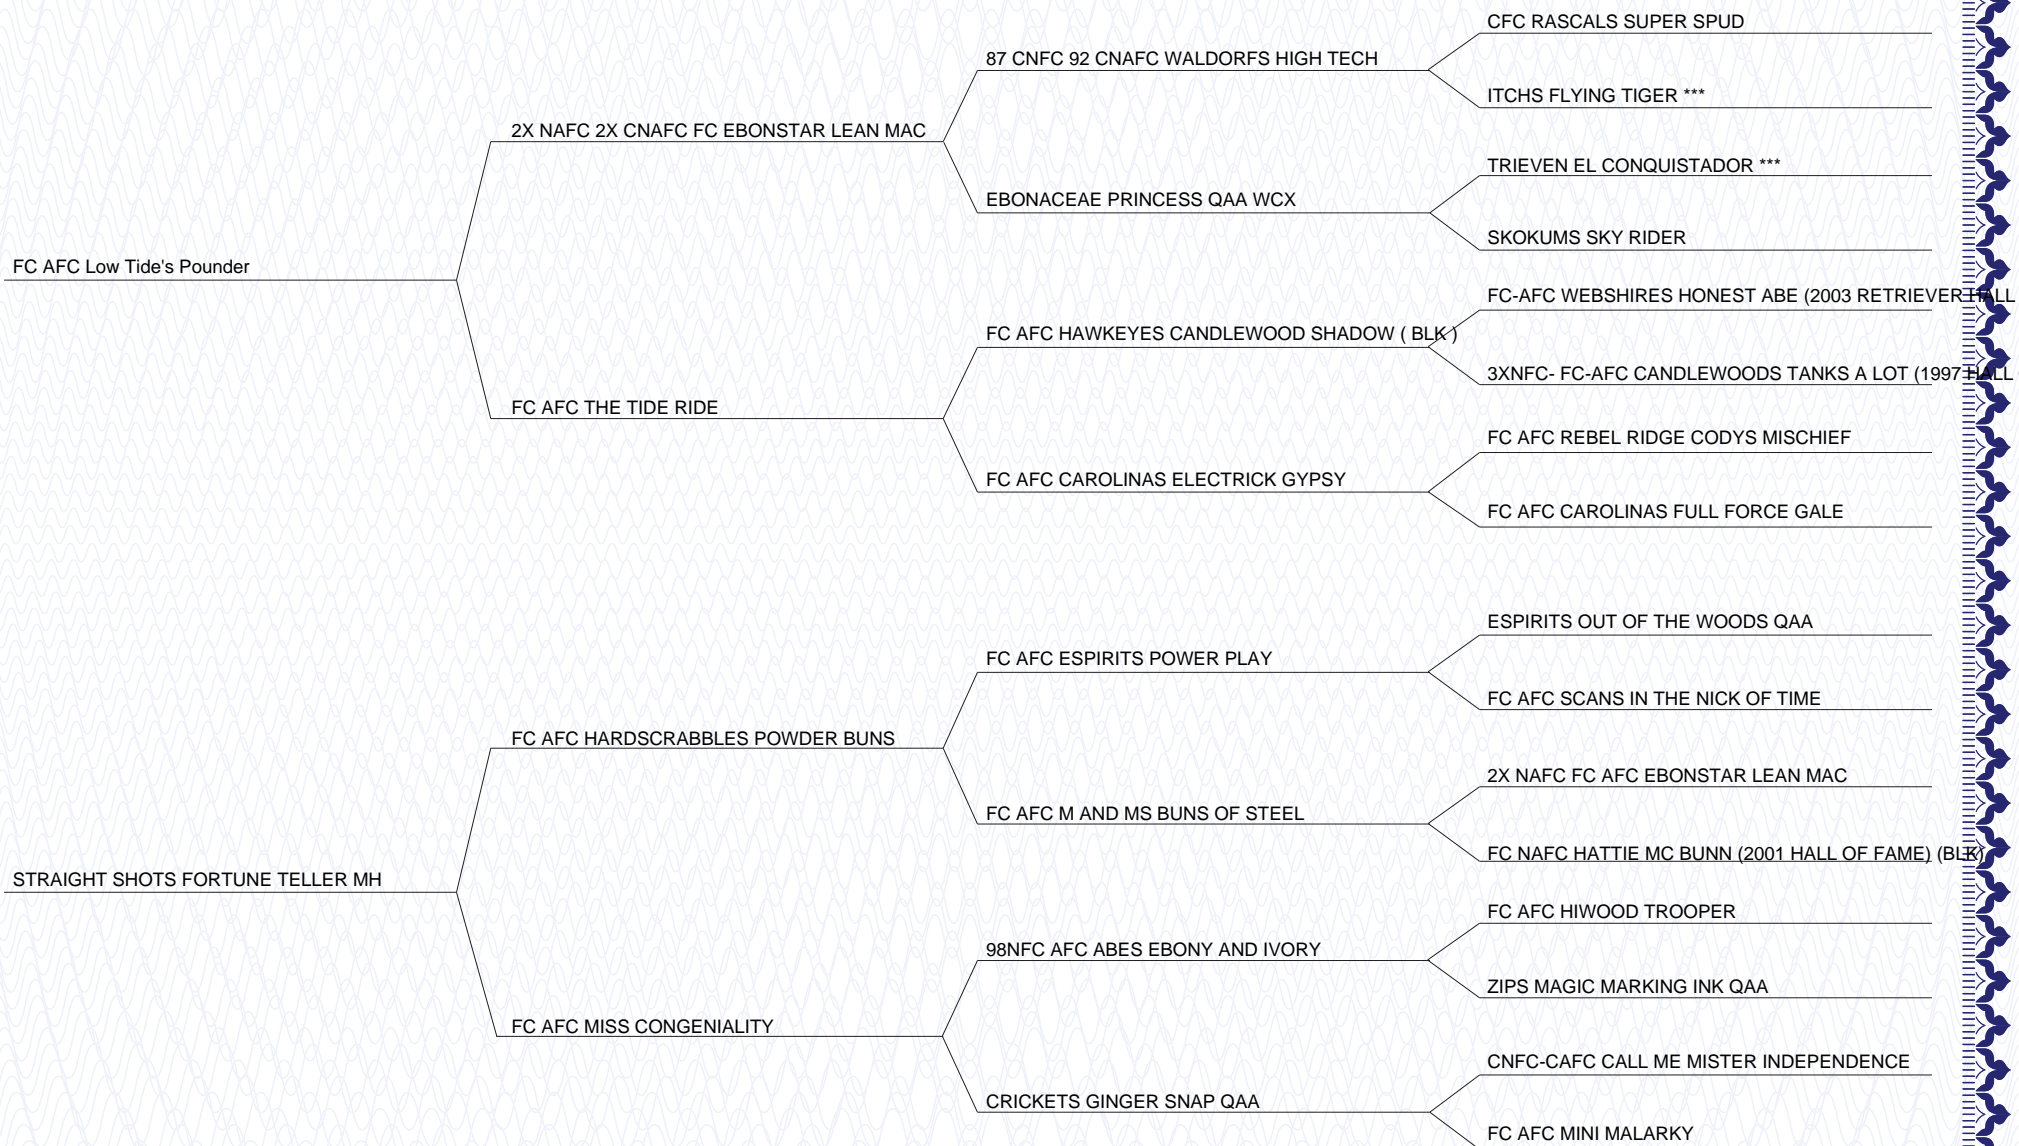 CFC RASCALS SUPER SPUD
87 CNFC 92 CNAFC WALDORFS HIGH TECH
ITCHS FLYING TIGER ***
2X NAFC 2X CNAFC FC EBONSTAR LEAN MAC
TRIEVEN EL CONQUISTADOR ***
EBONACEAE PRINCESS QAA WCX
SKOKUMS SKY RIDER
FC AFC Low Tide's Pounder
FC-AFC WEBSHIRES HONEST ABE (2003 RETRIEVER HALL
FC AFC HAWKEYES CANDLEWOOD SHADOW ( BLK )
3XNFC- FC-AFC CANDLEWOODS TANKS A LOT (1997 HALL
FC AFC THE TIDE RIDE
FC AFC REBEL RIDGE CODYS MISCHIEF
FC AFC CAROLINAS ELECTRICK GYPSY
FC AFC CAROLINAS FULL FORCE GALE
ESPIRITS OUT OF THE WOODS QAA
FC AFC ESPIRITS POWER PLAY
FC AFC SCANS IN THE NICK OF TIME
FC AFC HARDSCRABBLES POWDER BUNS
2X NAFC FC AFC EBONSTAR LEAN MAC
FC AFC M AND MS BUNS OF STEEL
FC NAFC HATTIE MC BUNN (2001 HALL OF FAME) (BLK)
STRAIGHT SHOTS FORTUNE TELLER MH
FC AFC HIWOOD TROOPER
98NFC AFC ABES EBONY AND IVORY
ZIPS MAGIC MARKING INK QAA
FC AFC MISS CONGENIALITY
CNFC-CAFC CALL ME MISTER INDEPENDENCE
CRICKETS GINGER SNAP QAA
FC AFC MINI MALARKY